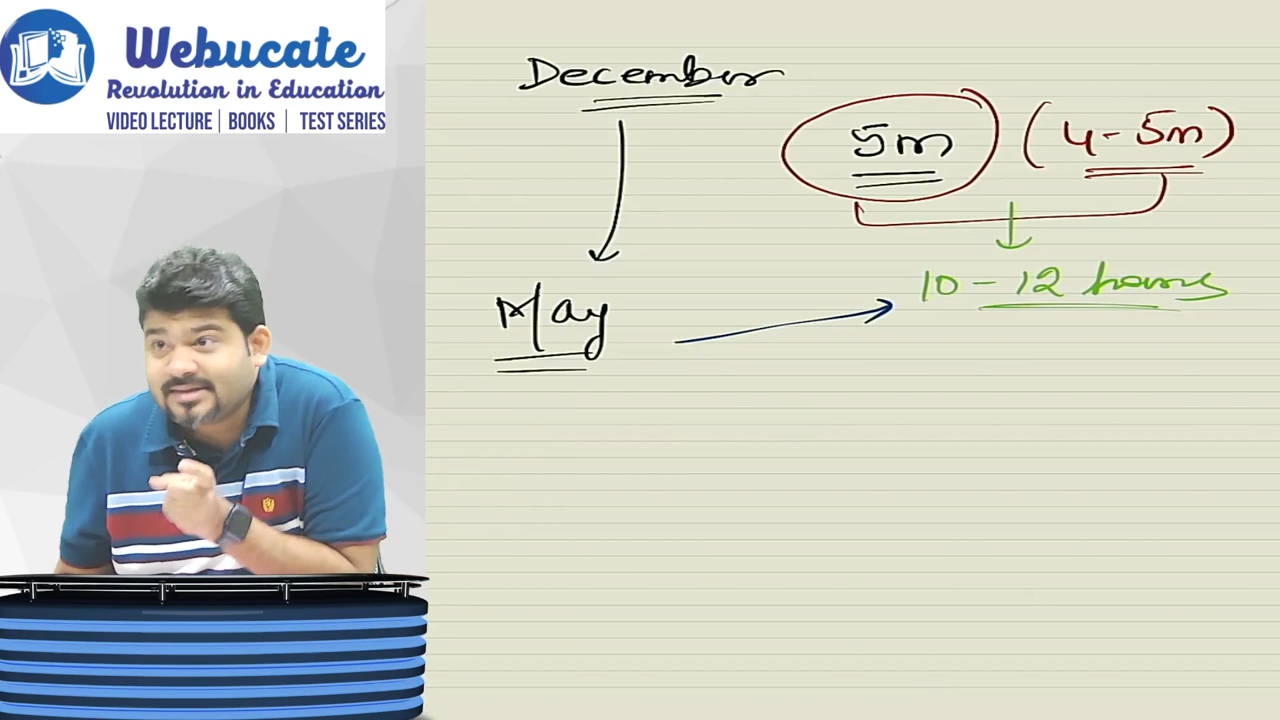 Webucate
Revolution in Education
VIDEO LECTURE | BOOKS | TEST SERIES
December
5m (4-5m)
10-12 hours
May